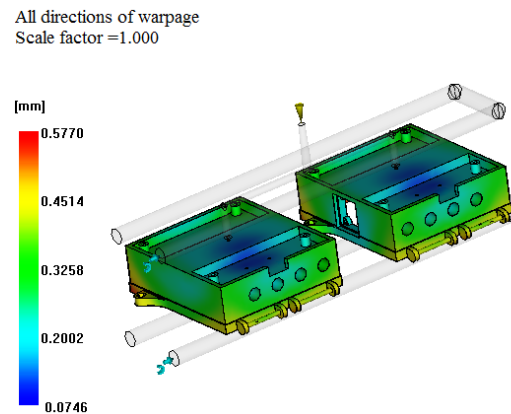 All directions of warpage
Scale factor =1.000
[mm]
0.5770
0.4514
0.3258
0.2002
0.0746